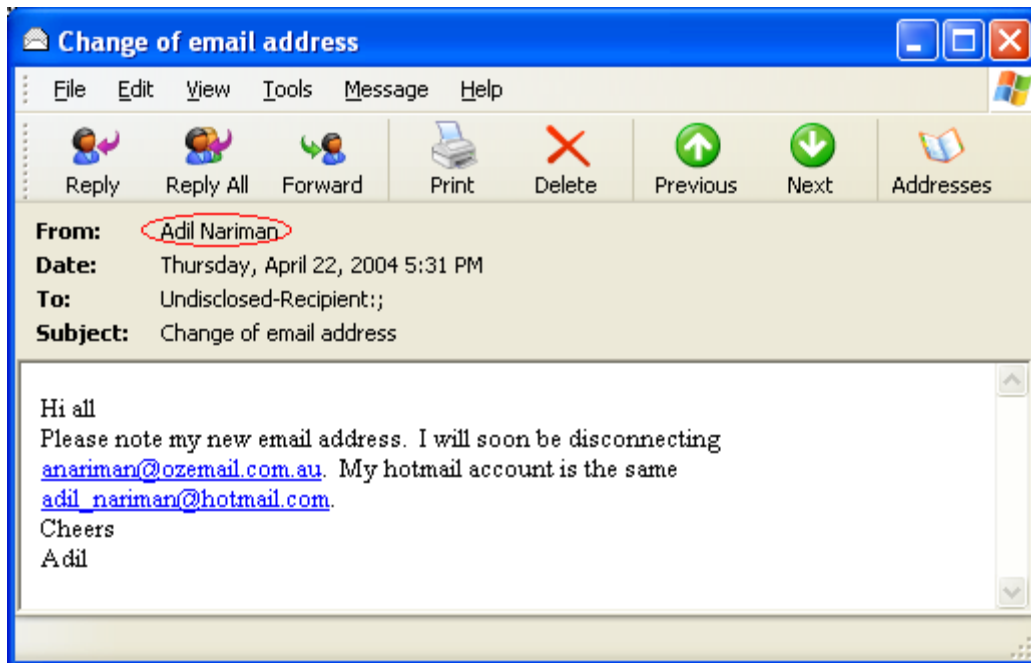 Change of email address
File Edit View Tools Message Help
Reply Reply All Forward Print Delete Previous Next Addresses
From: Adil Nariman
Date: Thursday, April 22, 2004 5:31 PM
To: Undisclosed-Recipient:;
Subject: Change of email address
Hi all
Please note my new email address.  I will soon be disconnecting
anariman@ozemail.com.au.  My hotmail account is the same
adil_nariman@hotmail.com.
Cheers
Adil